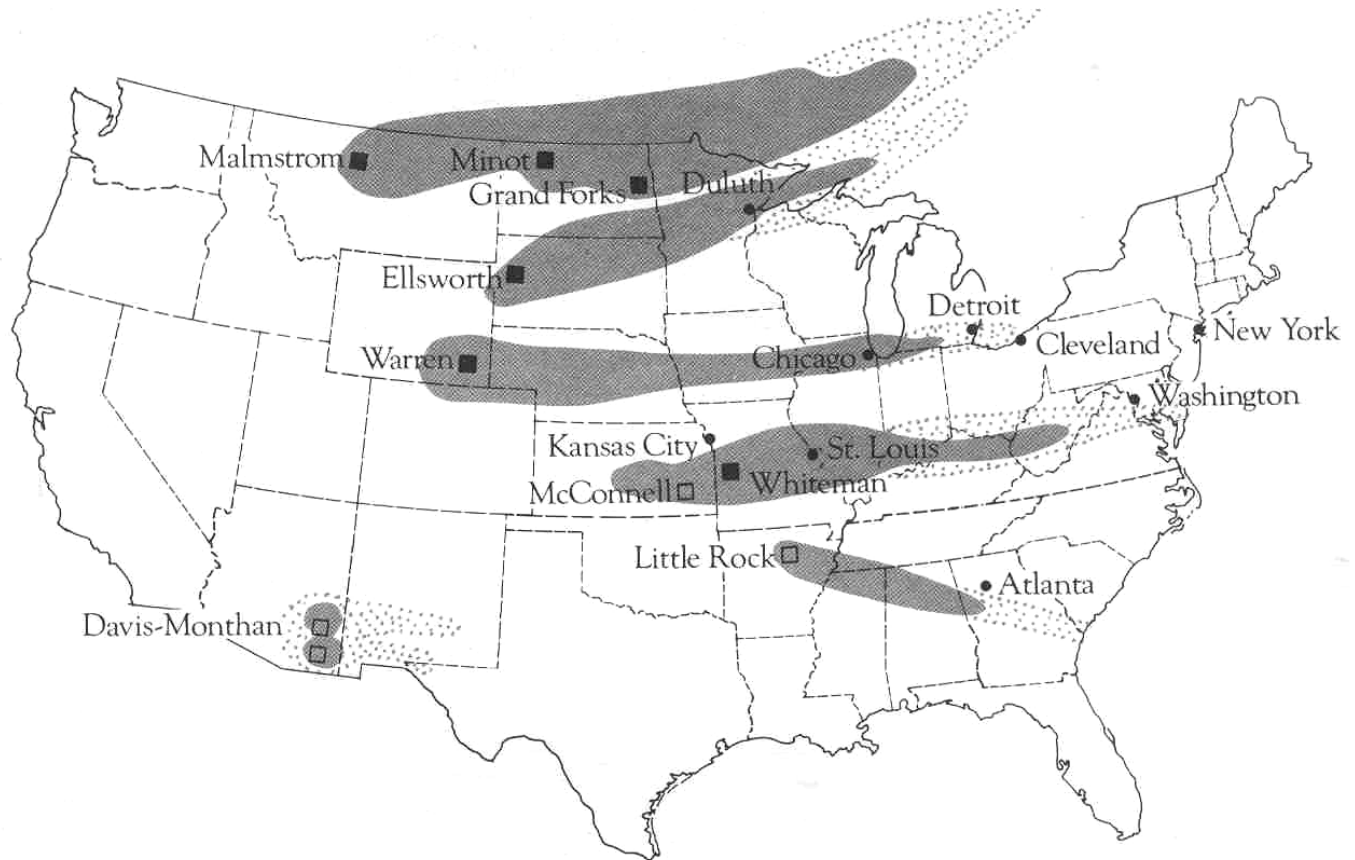 Malmstrom
Minot
Grand Forks
Duluth
Ellsworth
Detroit
New York
Warren
Chicago
Cleveland
Washington
Kansas City
St. Louis
McConnell
Whiteman
Little Rock
Atlanta
Davis-Monthan